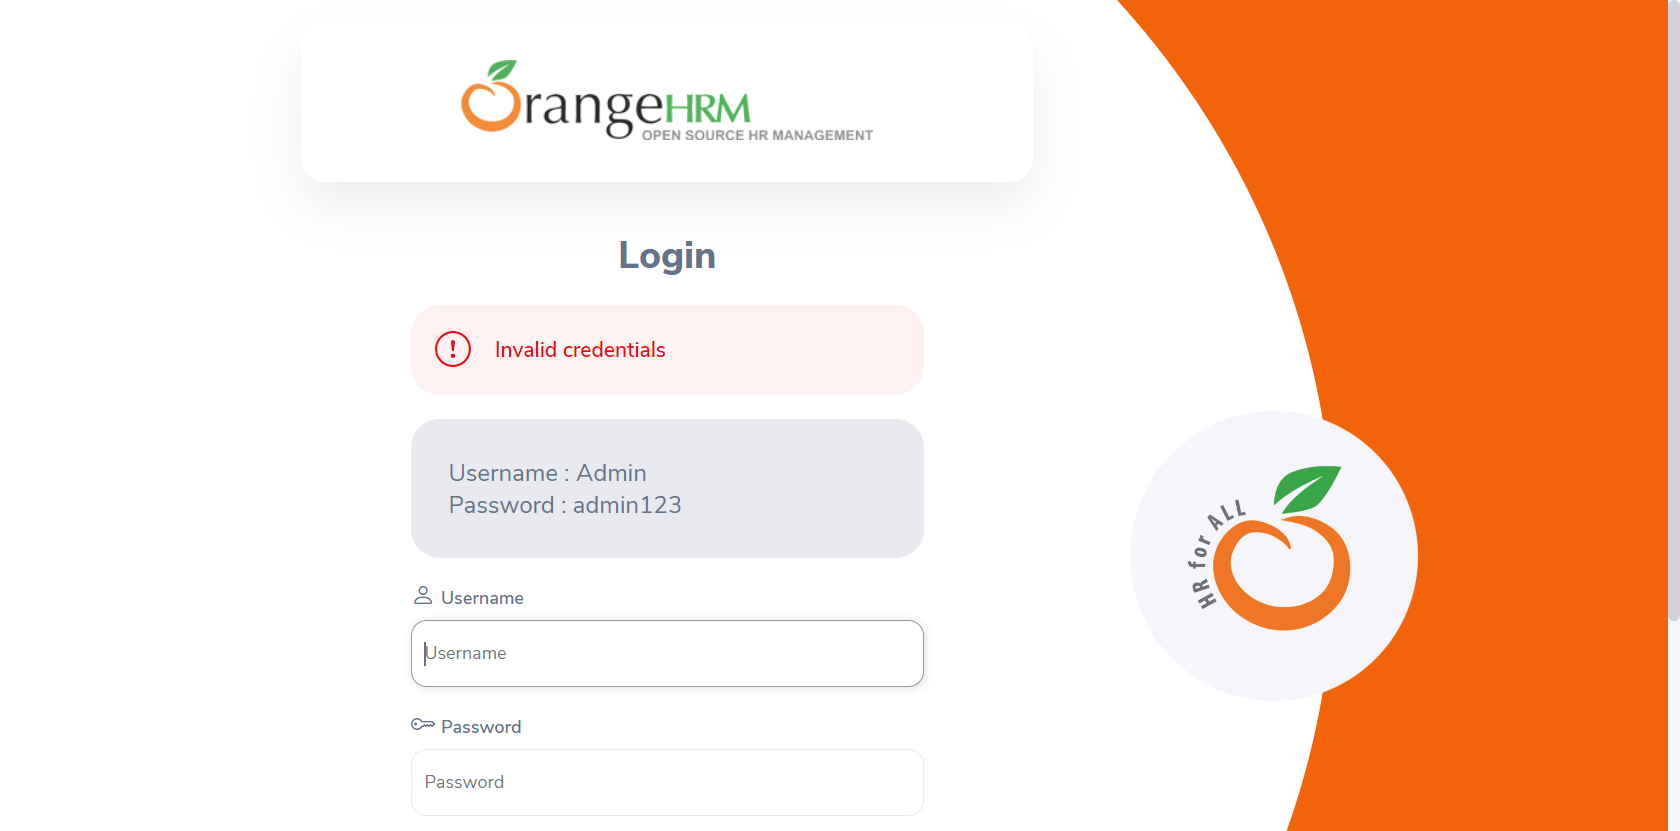 OrangeHRM
OPEN SOURCE HR MANAGEMENT
Login
! Invalid credentials
Username : Admin
Password : admin123
Username
Username
Password
Password
HR for ALL